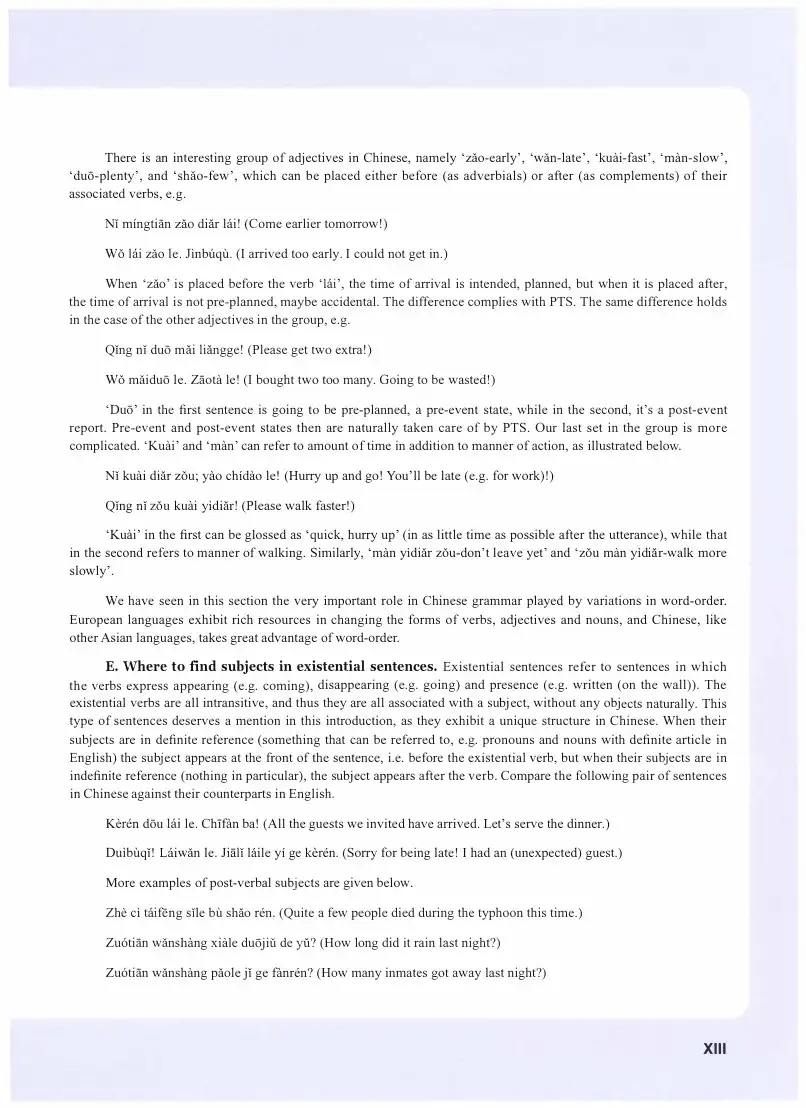 There is an interesting group of adjectives in Chinese, namely ‘zǎo-early’, ‘wǎn-late’, ‘kuài-fast’, ‘màn-slow’,
‘duō-plenty’, and ‘shǎo-few’, which can be placed either before (as adverbials) or after (as complements) of their
associated verbs, e.g.
Nǐ míngtiān zǎo diǎr lái! (Come earlier tomorrow!)
Wǒ lái zǎo le. Jìnbúqù. (I arrived too early. I could not get in.)
When ‘zǎo’ is placed before the verb ‘lái’, the time of arrival is intended, planned, but when it is placed after,
the time of arrival is not pre-planned, maybe accidental. The difference complies with PTS. The same difference holds
in the case of the other adjectives in the group, e.g.
Qǐng nǐ duō mǎi liǎngge! (Please get two extra!)
Wǒ mǎiduō le. Zāotà le! (I bought two too many. Going to be wasted!)
‘Duō’ in the first sentence is going to be pre-planned, a pre-event state, while in the second, it’s a post-event
report. Pre-event and post-event states then are naturally taken care of by PTS. Our last set in the group is more
complicated. ‘Kuài’ and ‘màn’ can refer to amount of time in addition to manner of action, as illustrated below.
Nǐ kuài diǎr zǒu; yào chídào le! (Hurry up and go! You’ll be late (e.g. for work)!)
Qǐng nǐ zǒu kuài yìdiǎr! (Please walk faster!)
‘Kuài’ in the first can be glossed as ‘quick, hurry up’ (in as little time as possible after the utterance), while that
in the second refers to manner of walking. Similarly, ‘màn yìdiǎr zǒu-don’t leave yet’ and ‘zǒu màn yìdiǎr-walk more
slowly’.
We have seen in this section the very important role in Chinese grammar played by variations in word-order.
European languages exhibit rich resources in changing the forms of verbs, adjectives and nouns, and Chinese, like
other Asian languages, takes great advantage of word-order.
E. Where to find subjects in existential sentences. Existential sentences refer to sentences in which
the verbs express appearing (e.g. coming), disappearing (e.g. going) and presence (e.g. written (on the wall)). The
existential verbs are all intransitive, and thus they are all associated with a subject, without any objects naturally. This
type of sentences deserves a mention in this introduction, as they exhibit a unique structure in Chinese. When their
subjects are in definite reference (something that can be referred to, e.g. pronouns and nouns with definite article in
English) the subject appears at the front of the sentence, i.e. before the existential verb, but when their subjects are in
indefinite reference (nothing in particular), the subject appears after the verb. Compare the following pair of sentences
in Chinese against their counterparts in English.
Kèrén dōu lái le. Chīfàn ba! (All the guests we invited have arrived. Let’s serve the dinner.)
Duìbùqǐ! Láiwǎn le. Jiālǐ láile yí ge kèrén. (Sorry for being late! I had an (unexpected) guest.)
More examples of post-verbal subjects are given below.
Zhè cì táifēng sǐle bù shǎo rén. (Quite a few people died during the typhoon this time.)
Zuótiān wǎnshàng xiàle duōjiǔ de yǔ? (How long did it rain last night?)
Zuótiān wǎnshàng pǎole jǐ ge fànrén? (How many inmates got away last night?)
XIII